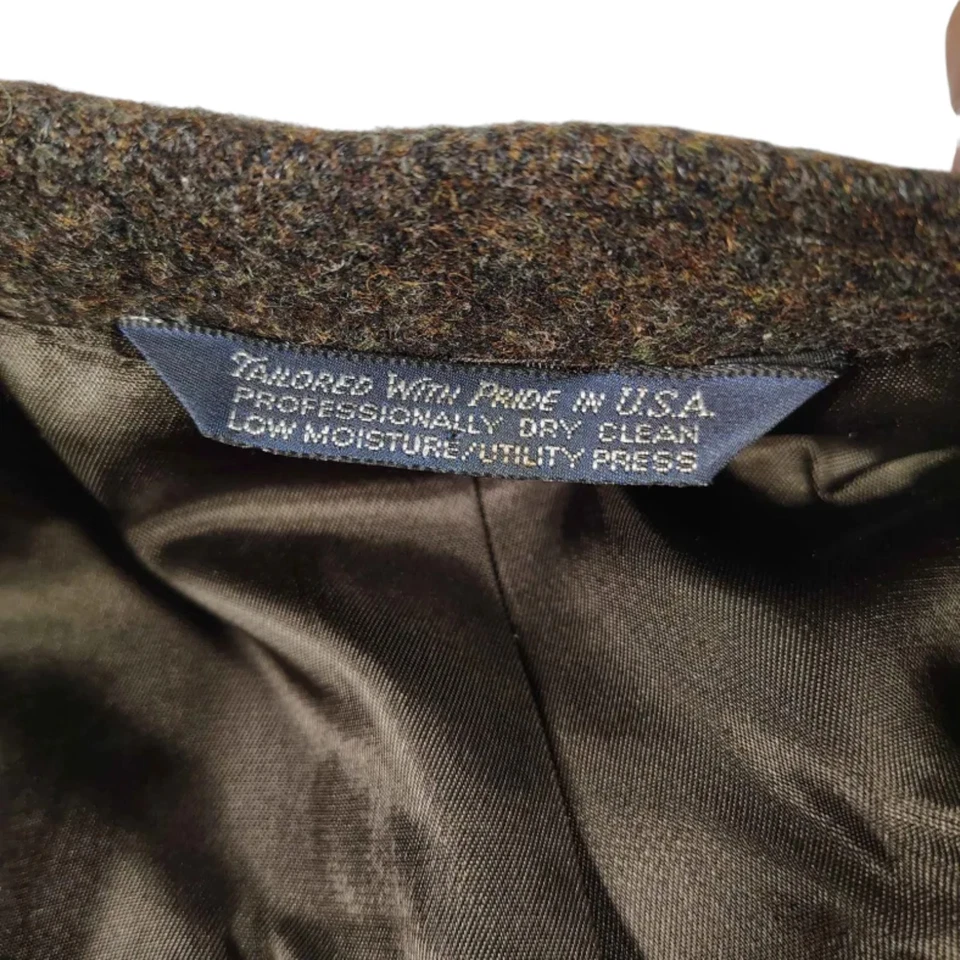 Tailored With Pride in U.S.A.
PROFESSIONALLY DRY CLEAN
LOW MOISTURE/UTILITY PRESS